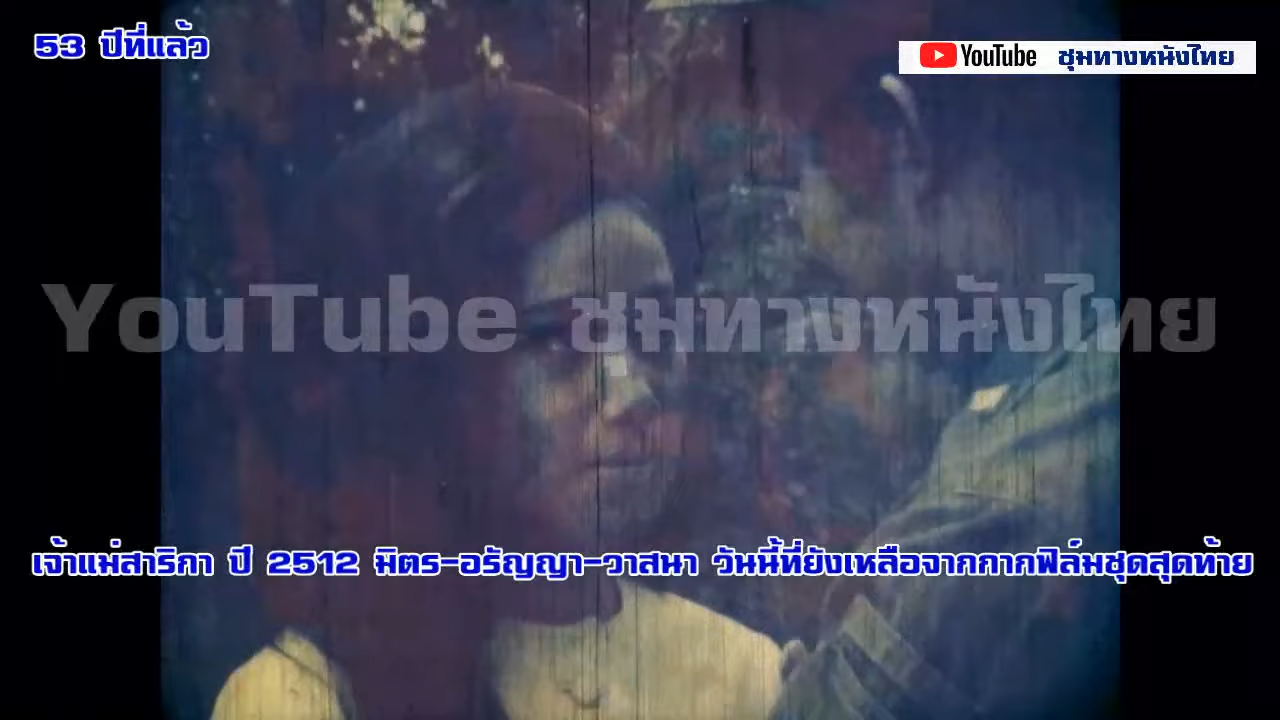 53 ปีที่แล้ว
YouTube ชุมทางหนังไทย
YouTube ชุมทางหนังไทย
เจ้าแม่สาริกา ปี 2512 มิตร-อรัญญา-วาสนา วันนี้ที่ยังเหลือจากกากฟิล์มชุดสุดท้าย